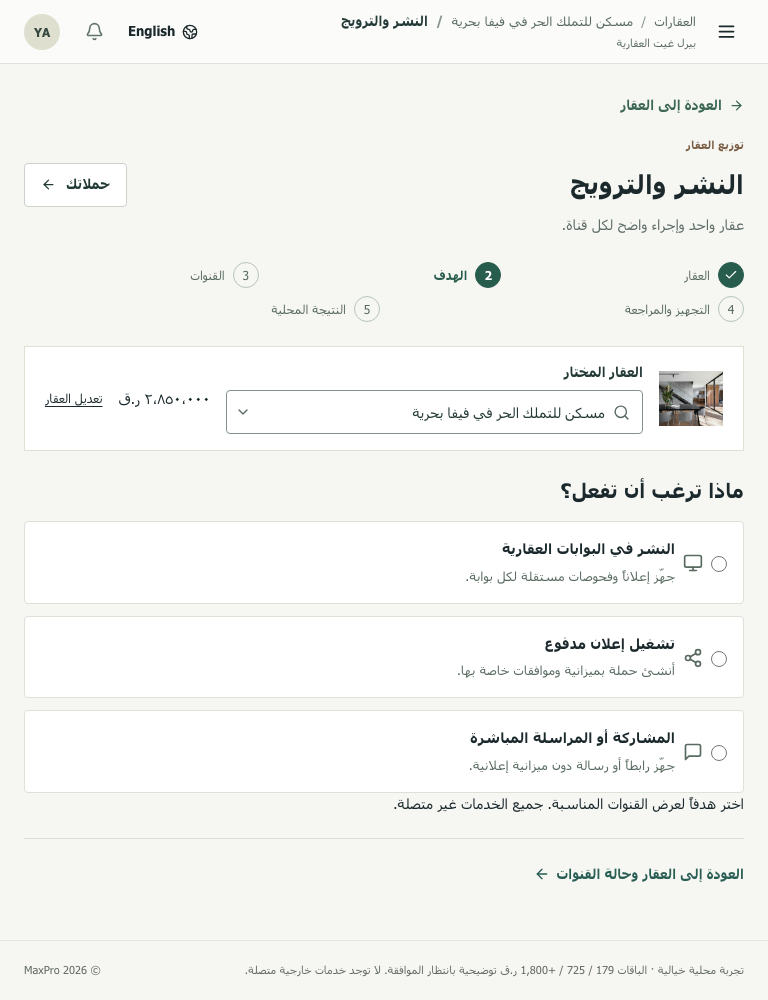 العقارات / مسكن للتملك الحر في فيفا بحرية / النشر والترويج
بيرل غيت العقارية
English
YA
العودة إلى العقار
توزيع العقار
النشر والترويج
حملاتك
عقار واحد وإجراء واضح لكل قناة.
العقار
2 الهدف
3 القنوات
4 التجهيز والمراجعة
5 النتيجة المحلية
العقار المختار
مسكن للتملك الحر في فيفا بحرية
٢،٨٥٠،٠٠٠ ر.ق
تعديل العقار
ماذا ترغب أن تفعل؟
النشر في البوابات العقارية
جهّز إعلاناً وفحوصات مستقلة لكل بوابة.
تشغيل إعلان مدفوع
أنشئ حملة بميزانية وموافقات خاصة بها.
المشاركة أو المراسلة المباشرة
جهّز رابطاً أو رسالة دون ميزانية إعلانية.
اختر هدفاً لعرض القنوات المناسبة. جميع الخدمات غير متصلة.
العودة إلى العقار وحالة القنوات
تجربة محلية خيالية · الباقات 179 / 725 / +1,800 ر.ق توضيحية بانتظار الموافقة. لا توجد خدمات خارجية متصلة.
© 2026 MaxPro